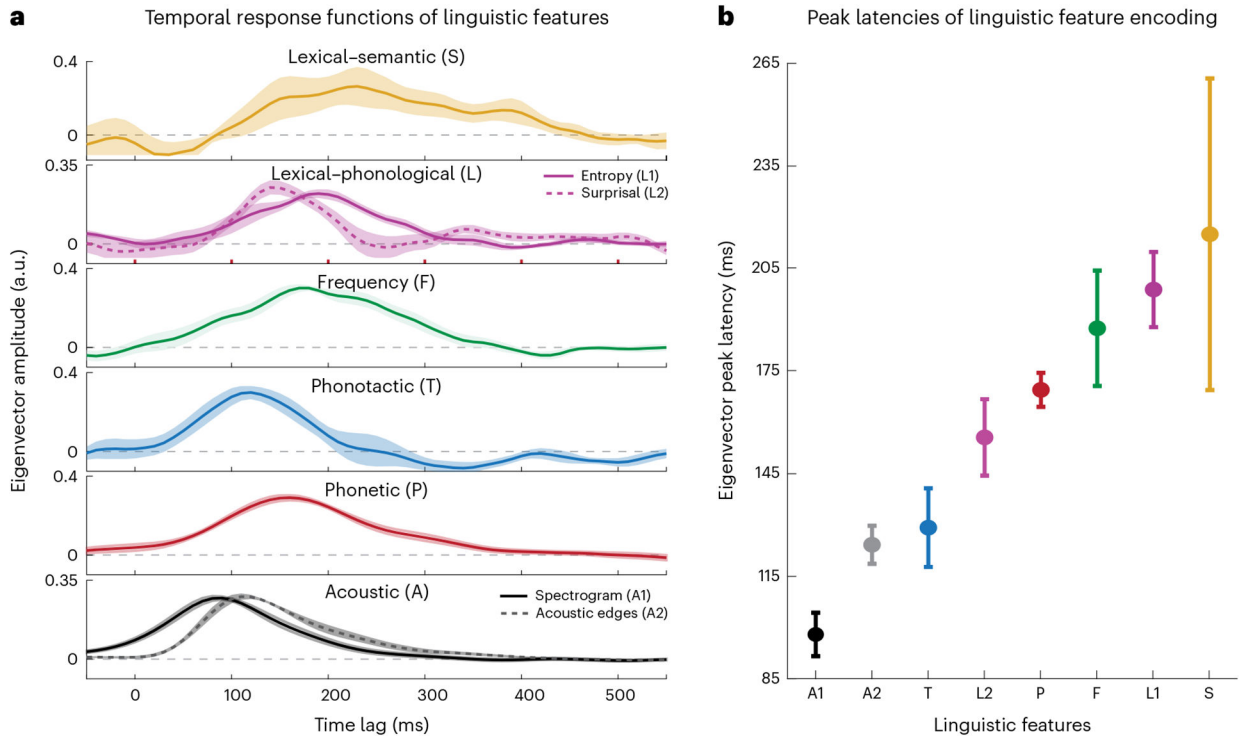 a
Temporal response functions of linguistic features
Eigenvector amplitude (a.u.)
Lexical–semantic (S)
0.4
0
Lexical–phonological (L)
0.35
0
Entropy (L1)
Surprisal (L2)
Frequency (F)
0.4
0
Phonotactic (T)
0.4
0
Phonetic (P)
0.4
0
Acoustic (A)
0.35
0
Spectrogram (A1)
Acoustic edges (A2)
0 100 200 300 400 500
Time lag (ms)
b
Peak latencies of linguistic feature encoding
Eigenvector peak latency (ms)
265
235
205
175
145
115
85
A1 A2 T L2 P F L1 S
Linguistic features